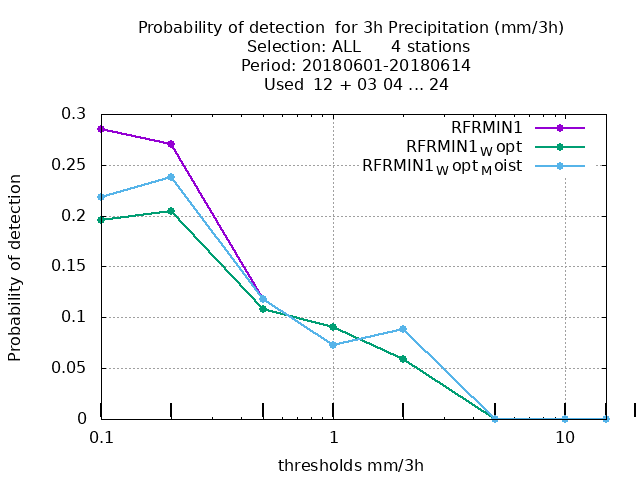 Probability of detection  for 3h Precipitation (mm/3h)
Selection: ALL      4 stations
Period: 20180601-20180614
Used  12 + 03 04 ... 24
RFRMIN1
RFRMIN1Wopt
RFRMIN1WoptMoist
Probability of detection
0.3
0.25
0.2
0.15
0.1
0.05
0
0.1
1
10
thresholds mm/3h